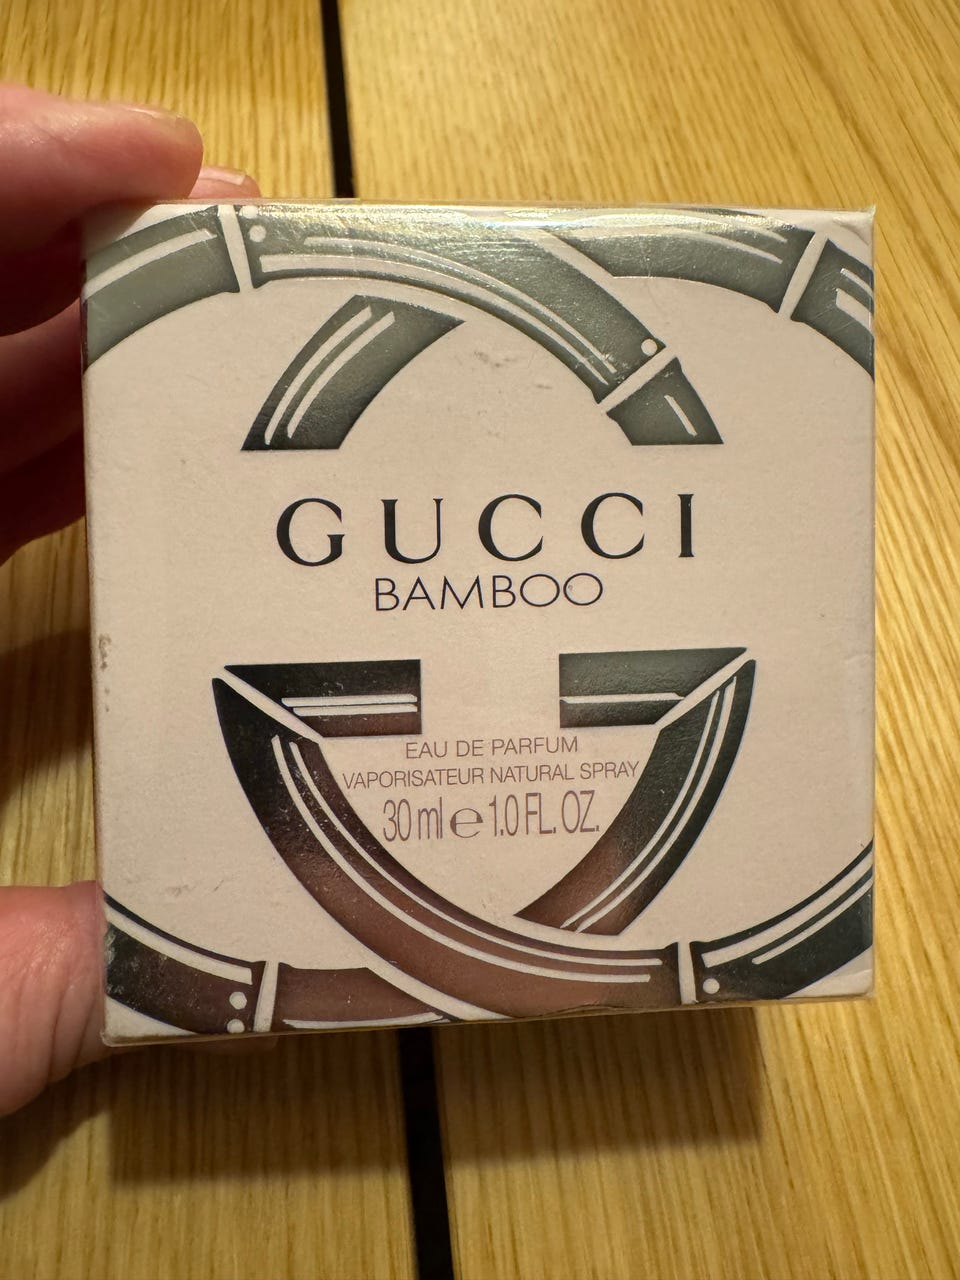 GUCCI
BAMBOO
EAU DE PARFUM
VAPORISATEUR NATURAL SPRAY
30 ml e 1.0 FL. OZ.